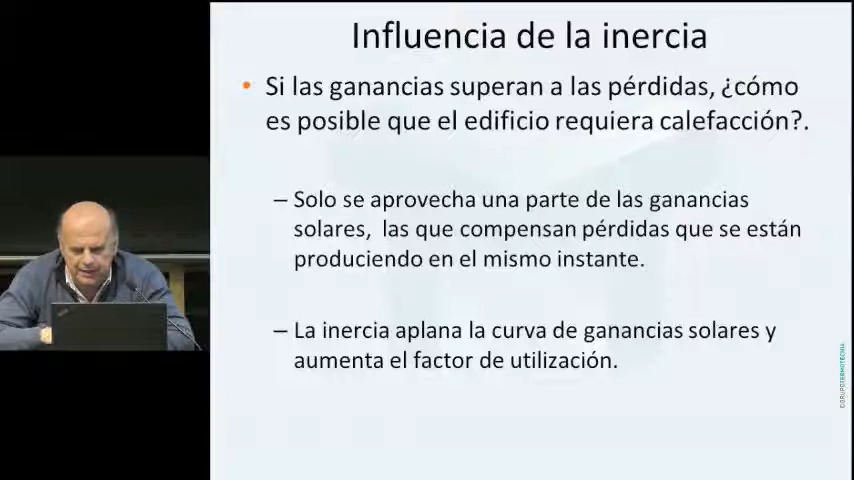 Influencia de la inercia
• Si las ganancias superan a las pérdidas, ¿cómo
es posible que el edificio requiera calefacción?.
– Solo se aprovecha una parte de las ganancias
solares, las que compensan pérdidas que se están
produciendo en el mismo instante.
– La inercia aplana la curva de ganancias solares y
aumenta el factor de utilización.
©GRUPOTERMOTECNIA